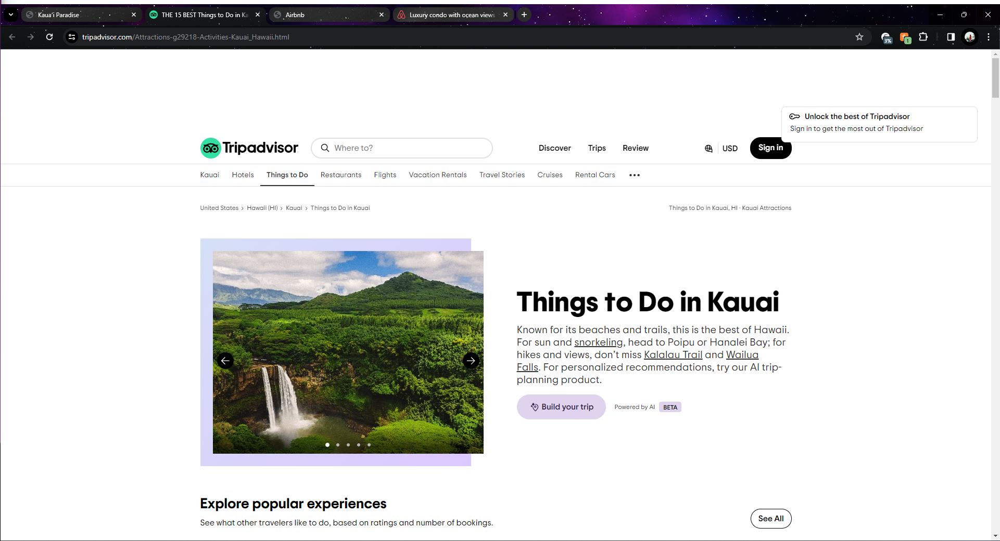 Kaua'i Paradise
THE 15 BEST Things to Do in Ka
Airbnb
Luxury condo with ocean views
tripadvisor.com/Attractions-g29218-Activities-Kauai_Hawaii.html
3%
1
Unlock the best of Tripadvisor
Sign in to get the most out of Tripadvisor
Tripadvisor
Where to?
Discover
Trips
Review
USD
Sign in
Kauai
Hotels
Things to Do
Restaurants
Flights
Vacation Rentals
Travel Stories
Cruises
Rental Cars
United States > Hawaii (HI) > Kauai > Things to Do in Kauai
Things to Do in Kauai, HI - Kauai Attractions
Things to Do in Kauai
Known for its beaches and trails, this is the best of Hawaii.
For sun and snorkeling, head to Poipu or Hanalei Bay; for
hikes and views, don’t miss Kalalau Trail and Wailua
Falls. For personalized recommendations, try our AI trip-
planning product.
Build your trip
Powered by AI
BETA
Explore popular experiences
See what other travelers like to do, based on ratings and number of bookings.
See All